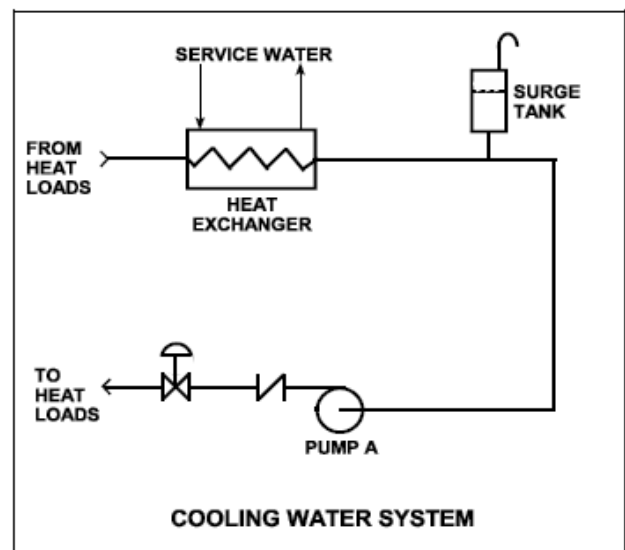 SERVICE WATER
SURGE
TANK
FROM
HEAT
LOADS
HEAT
EXCHANGER
TO
HEAT
LOADS
PUMP A
COOLING WATER SYSTEM